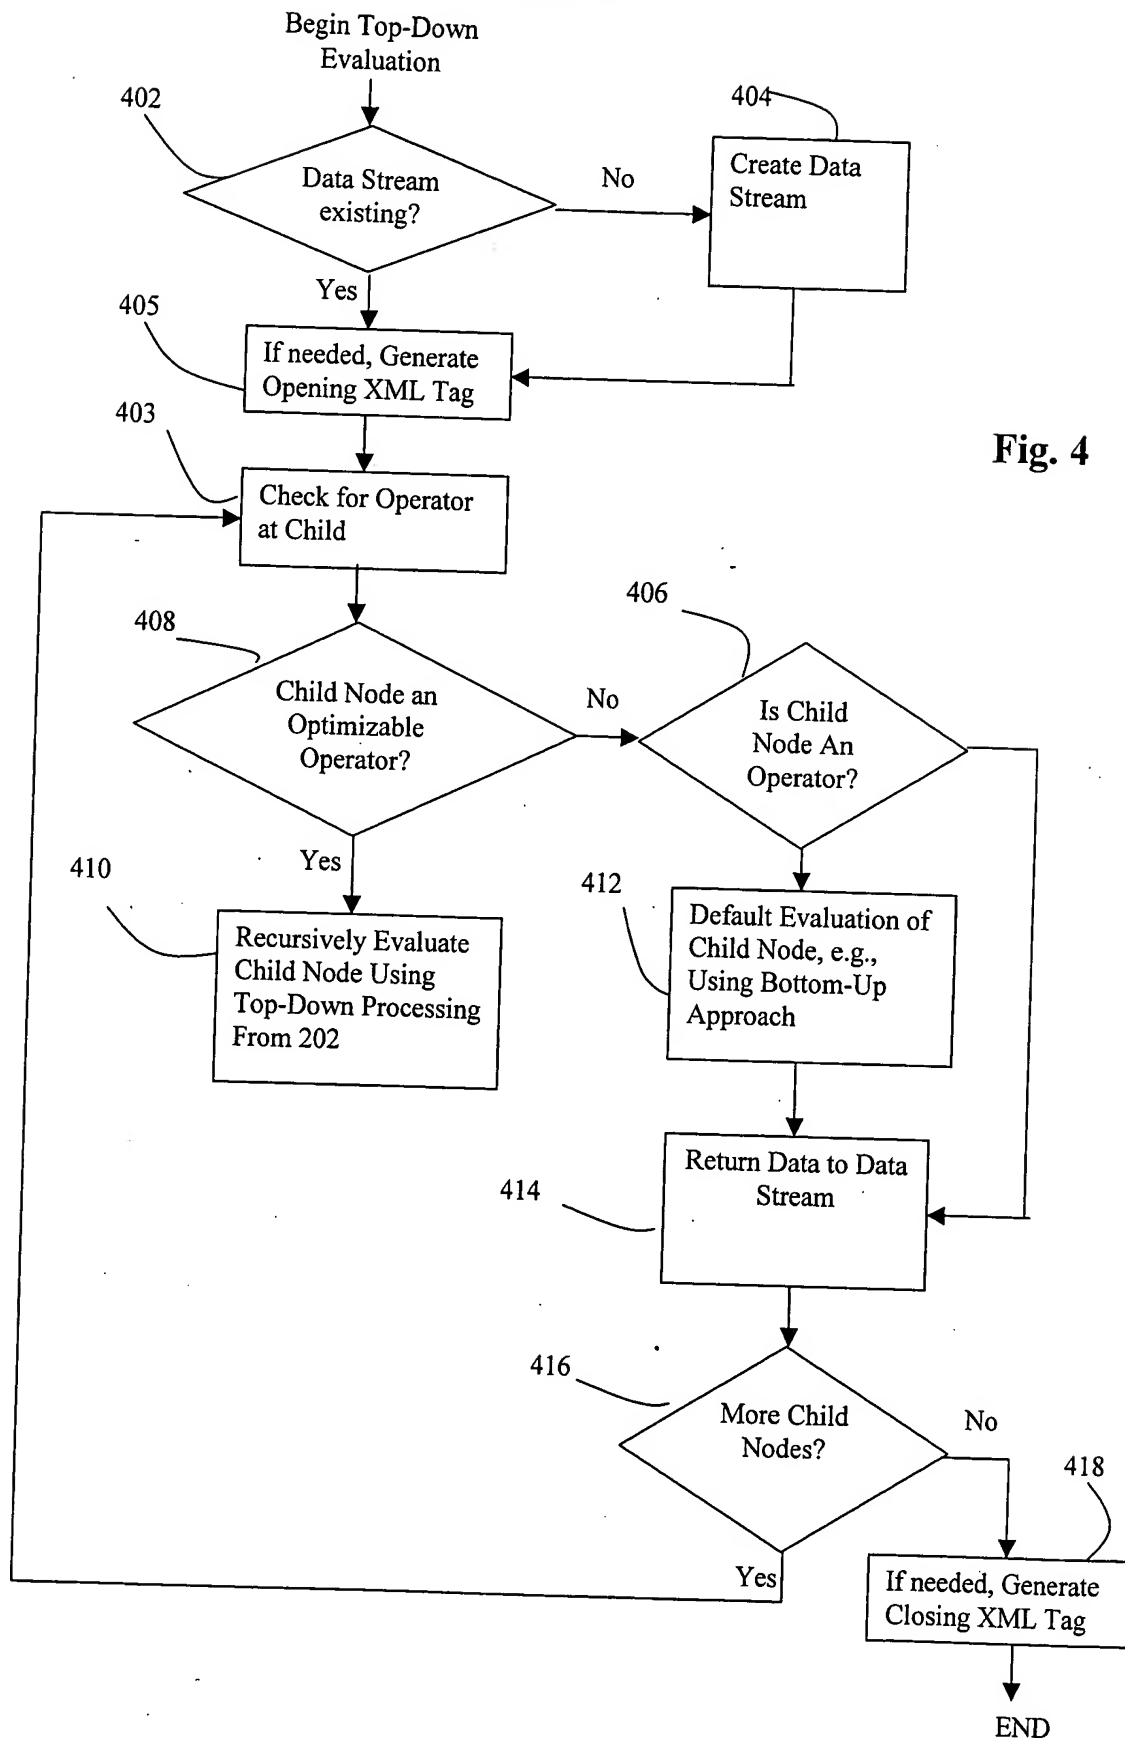 Begin Top-Down
Evaluation
402
404
Data Stream
existing?
No
Create Data
Stream
Yes
405
If needed, Generate
Opening XML Tag
403
Fig. 4
Check for Operator
at Child
408
406
Child Node an
Optimizable
Operator?
No
Is Child
Node An
Operator?
Yes
410
412
Recursively Evaluate
Child Node Using
Top-Down Processing
From 202
Default Evaluation of
Child Node, e.g.,
Using Bottom-Up
Approach
414
Return Data to Data
Stream
416
More Child
Nodes?
No
418
Yes
If needed, Generate
Closing XML Tag
END